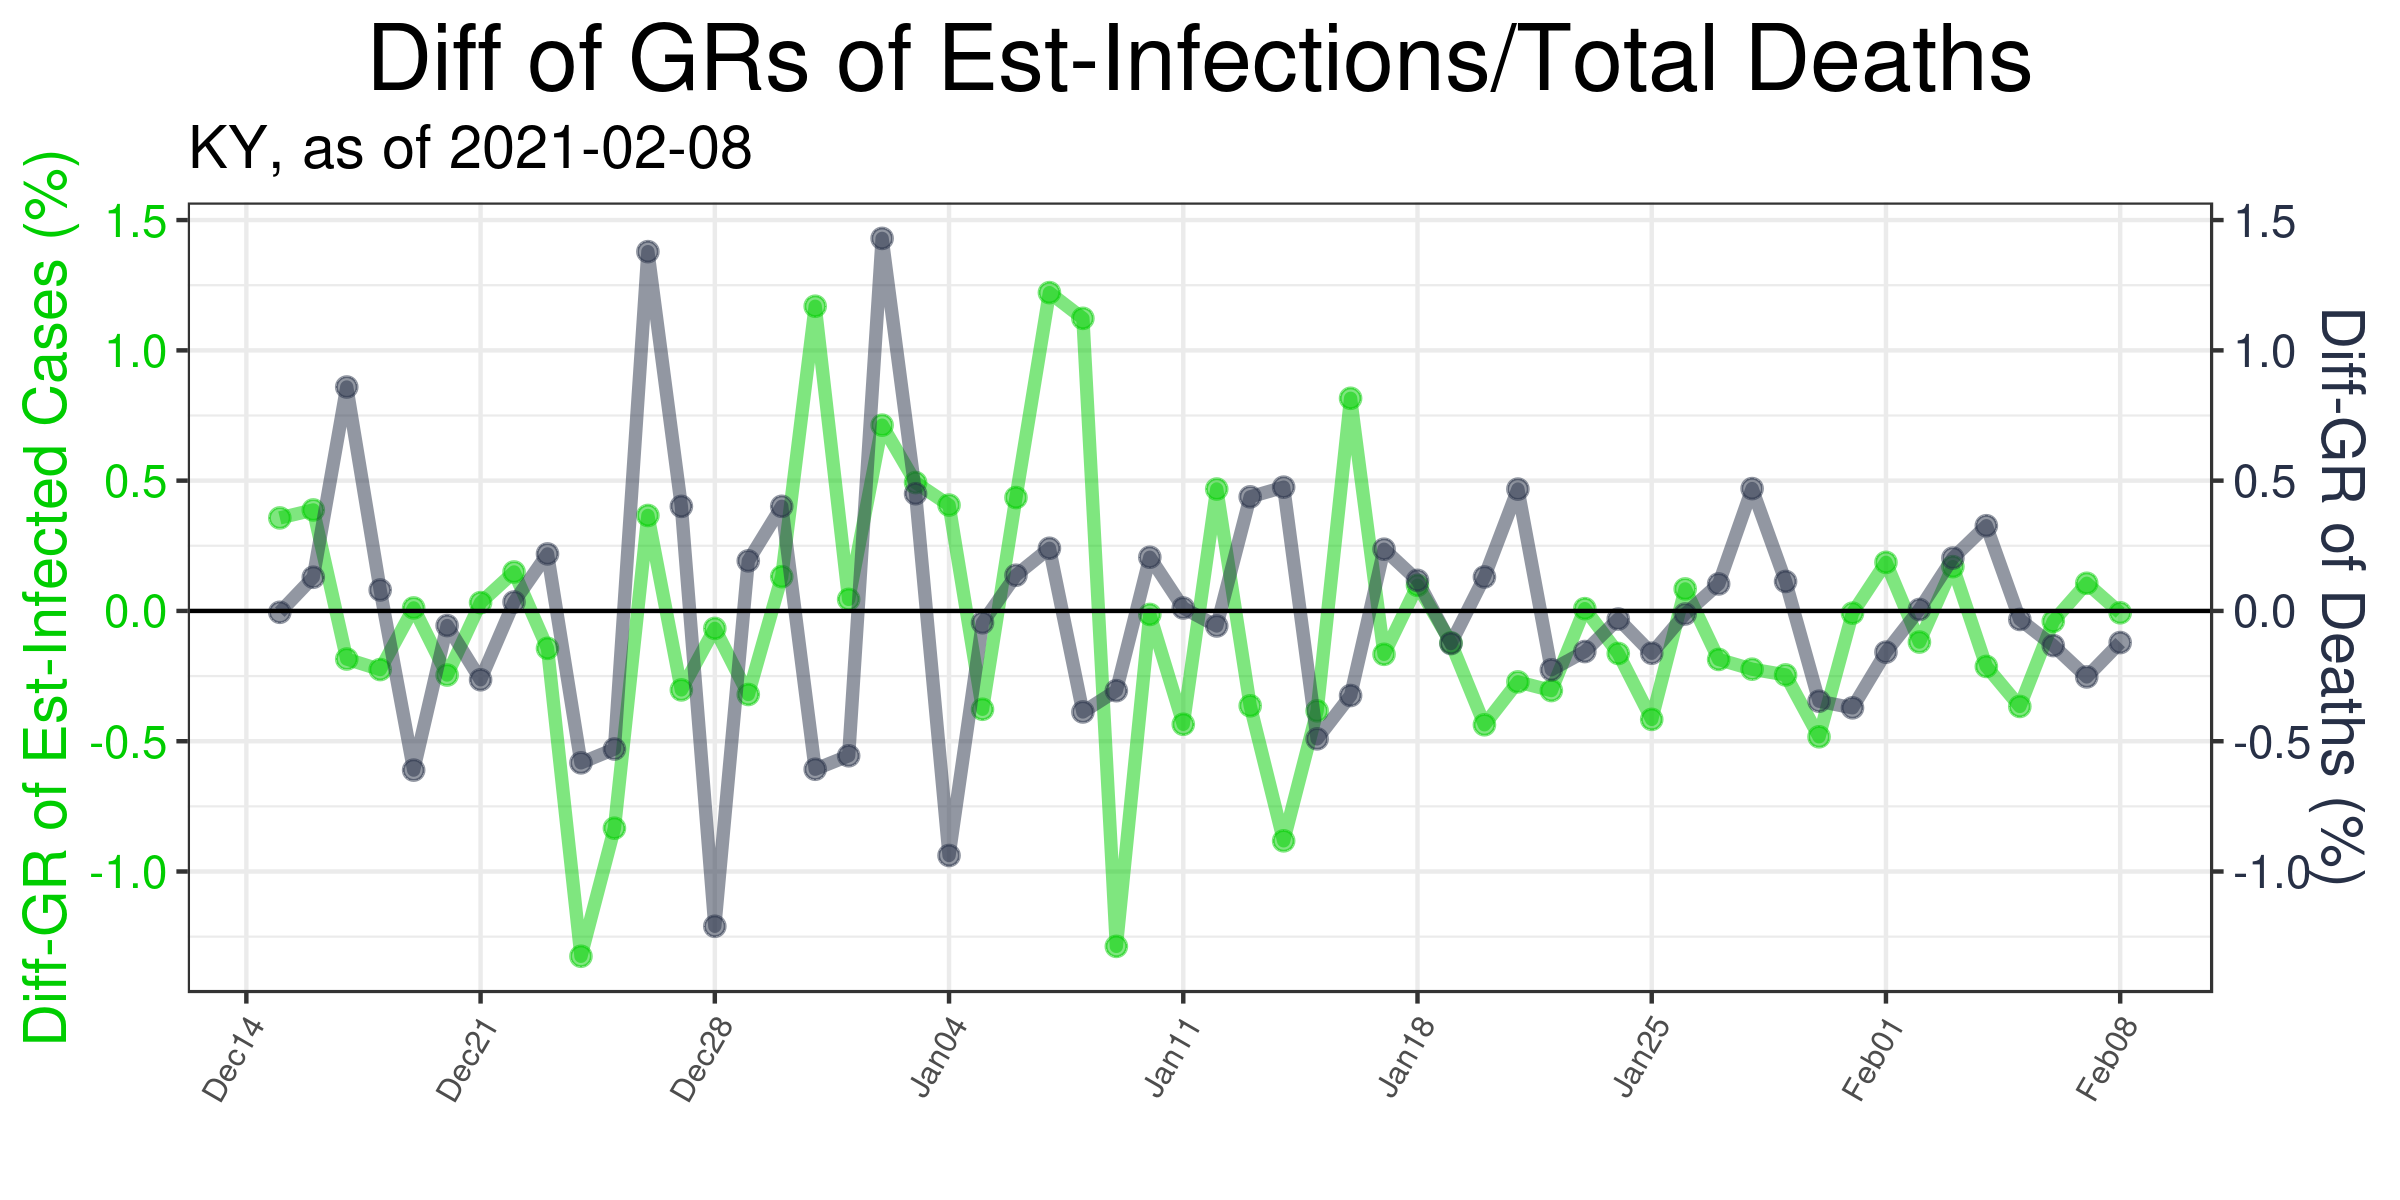 Diff of GRs of Est-Infections/Total Deaths
KY, as of 2021-02-08
Diff-GR of Est-Infected Cases (%)
1.5
1.0
0.5
0.0
-0.5
-1.0
1.5
1.0
0.5
0.0
-0.5
-1.0
Diff-GR of Deaths (%)
Dec14
Dec21
Dec28
Jan04
Jan11
Jan18
Jan25
Feb01
Feb08